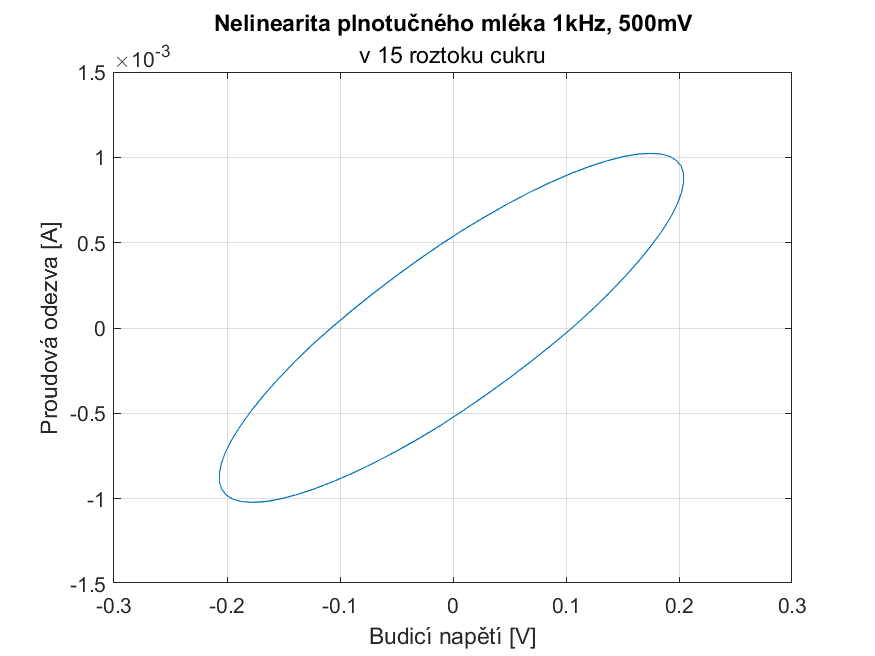 Nelinearita plnotučného mléka 1kHz, 500mV
v 15 roztoku cukru
×10-3
1.5
1
0.5
0
-0.5
-1
-1.5
Proudová odezva [A]
-0.3 -0.2 -0.1 0 0.1 0.2 0.3
Budicí napětí [V]